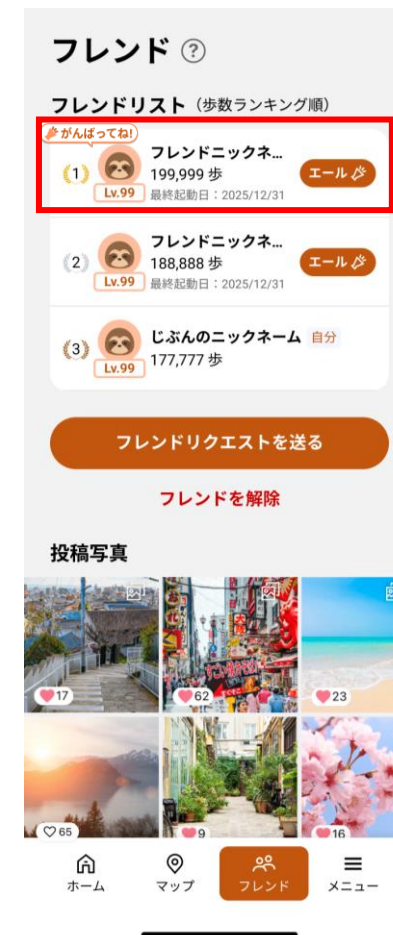 フレンド ?
フレンドリスト（歩数ランキング順）
がんばってね!
1
フレンドニックネ...
199,999 歩
エール
Lv.99
最終起動日：2025/12/31
2
フレンドニックネ...
188,888 歩
エール
Lv.99
最終起動日：2025/12/31
3
じぶんのニックネーム 自分
177,777 歩
Lv.99
フレンドリクエストを送る
フレンドを解除
投稿写真
17
62
23
65
9
16
ホーム
マップ
フレンド
メニュー